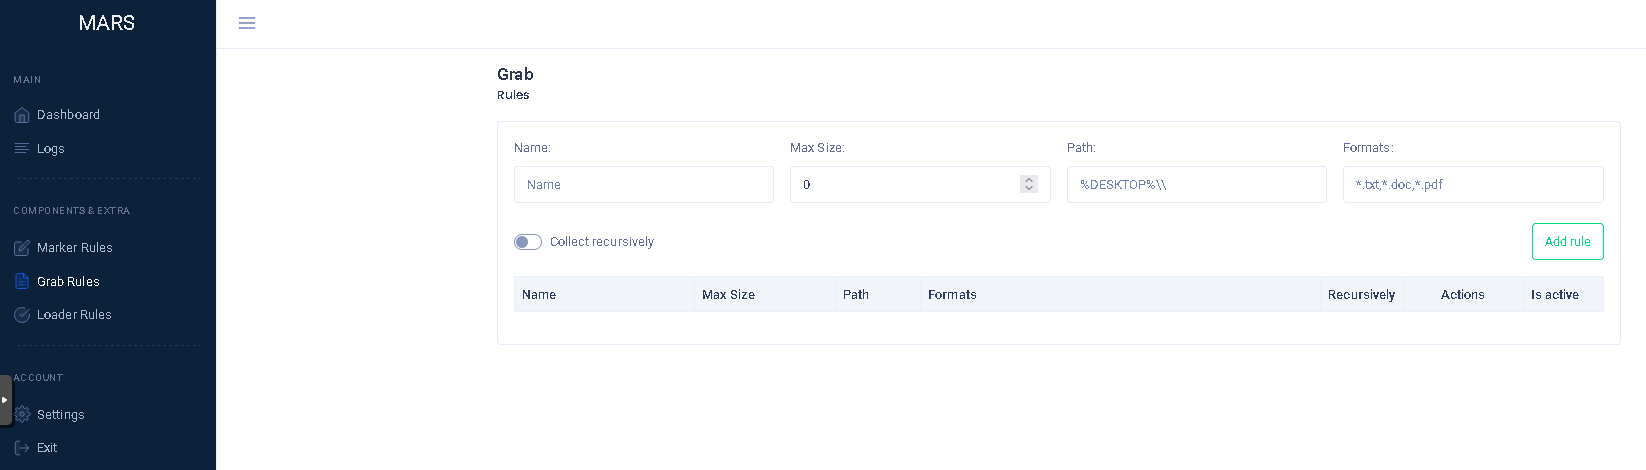 MARS
MAIN
Dashboard
Logs
COMPONENTS & EXTRA
Marker Rules
Grab Rules
Loader Rules
ACCOUNT
Settings
Exit
Grab
Rules
Name: Max Size: Path: Formats:
Name 0 %DESKTOP%\\ *.txt,*.doc,*.pdf
Collect recursively Add rule
Name Max Size Path Formats Recursively Actions Is active